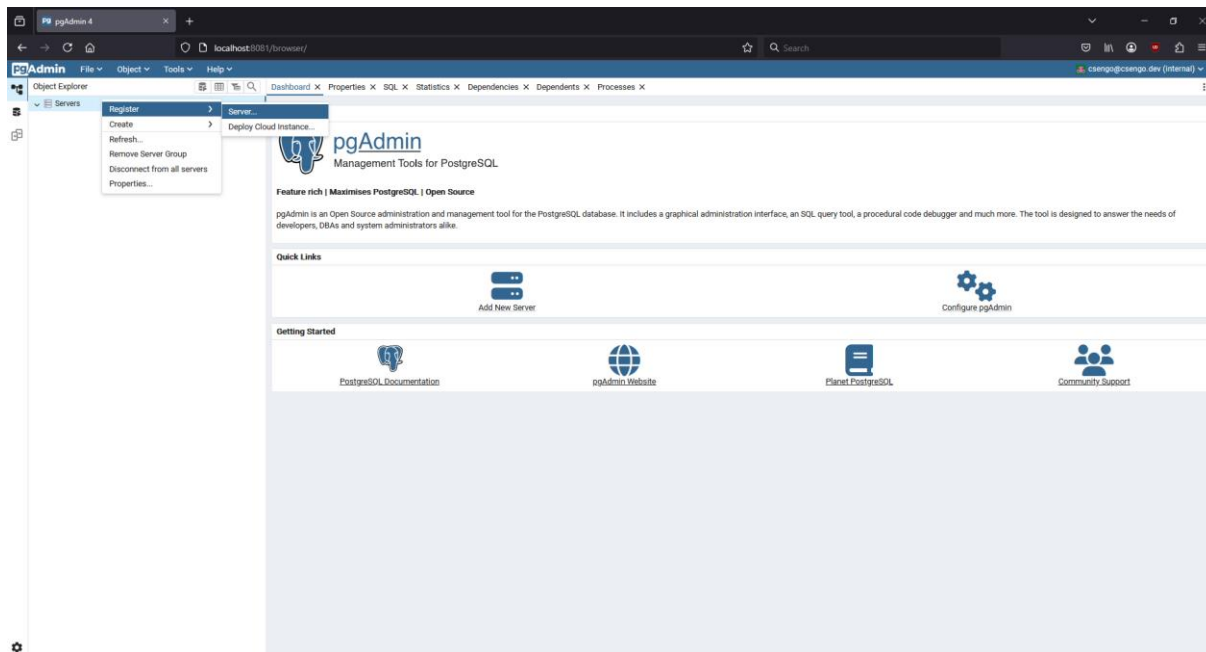 pgAdmin 4
localhost:8081/browser/
Search
pgAdmin File Object Tools Help
csengo@csengo.dev (internal)
Object Explorer
Dashboard Properties SQL Statistics Dependencies Dependents Processes
Servers
Register
Server...
Create
Deploy Cloud Instance...
Refresh...
Remove Server Group
Disconnect from all servers
Properties...
pgAdmin
Management Tools for PostgreSQL
Feature rich | Maximises PostgreSQL | Open Source
pgAdmin is an Open Source administration and management tool for the PostgreSQL database. It includes a graphical administration interface, an SQL query tool, a procedural code debugger and much more. The tool is designed to answer the needs of
developers, DBAs and system administrators alike.
Quick Links
Add New Server
Configure pgAdmin
Getting Started
PostgreSQL Documentation
pgAdmin Website
Planet PostgreSQL
Community Support